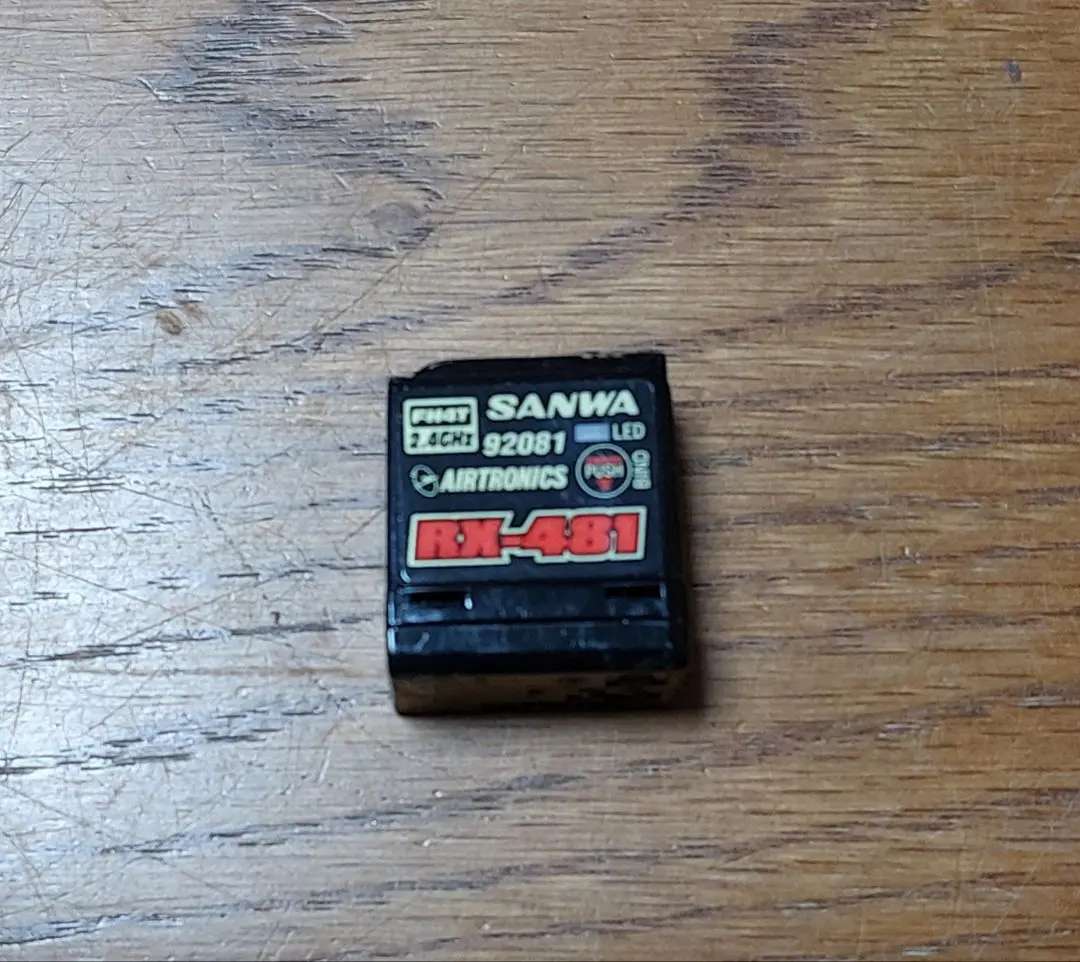 FH4T
2.4GHz
SANWA
92081
LED
AIRTRONICS
PUSH
BIND
RX-481